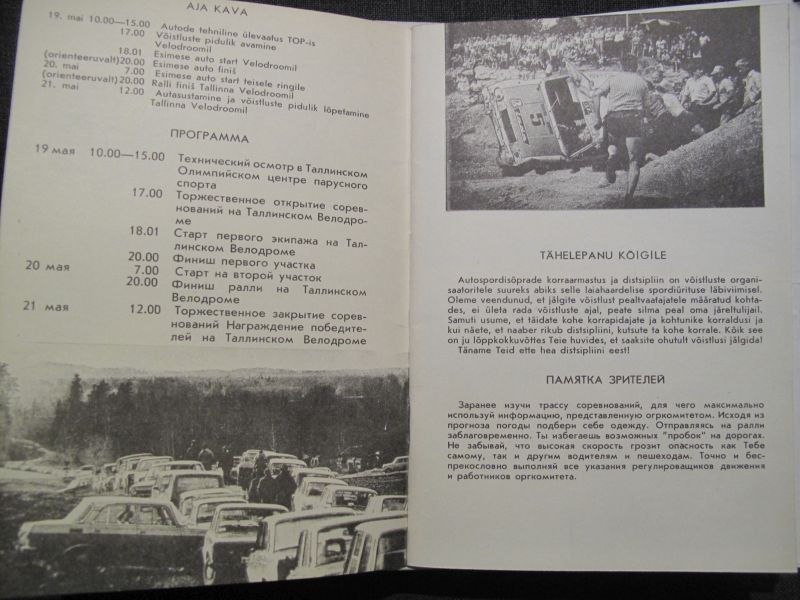 AJA KAVA
19. mai 10.00—15.00 Autode tehniline ülevaatus TOP-is
17.00 Võistluste pidulik avamine
Velodroomil
18.01 Esimese auto start Velodroomil
(orienteeruvalt) 20.00 Esimese auto finiš
20. mai 7.00 Esimese auto start teisele ringile
(orienteeruvalt) 20.00 Ralli finiš Tallinna Velodroomil
21. mai 12.00 Autasustamine ja võistluste pidulik lõpetamine
Tallinna Velodroomil
ПРОГРАММА
19 мая 10.00—15.00 Технический осмотр в Таллинском
Олимпийском центре парусного
спорта
17.00 Торжественное открытие сорев-
нований на Таллинском Велодро-
ме
18.01 Старт первого экипажа на Тал-
линском Велодроме
20.00 Финиш первого участка
20 мая 7.00 Старт на второй участок
20.00 Финиш ралли на Таллинском
Велодроме
21 мая 12.00 Торжественное закрытие сорев-
нований Награждение победите-
лей на Таллинском Велодроме
5
TÄHELEPANU KÕIGILE
Autospordisõprade korraarmastus ja distsipliin on võistluste organi-
saatoritele suureks abiks selle laiahaardelise spordiürituse läbiviimisel.
Oleme veendunud, et jälgite võistlust pealtvaatajatele määratud kohta-
des, ei ületa rada võistluste ajal, peate silma peal oma järeltulijail.
Samuti usume, et täidate kohe korrapidajate ja kohtunike korraldusi ja
kui näete, et naaber rikub distsipliini, kutsute ta kohe korrale. Kõik see
on ju lõppkokkuvõttes Teie huvides, et saaksite ohutult võistlusi jälgida!
Täname Teid ette hea distsipliini eest!
ПАМЯТКА ЗРИТЕЛЕЙ
Заранее изучи трассу соревнований, для чего максимально
используй информацию, представленную оргкомитетом. Исходя из
прогноза погоды подбери себе одежду. Отправляясь на ралли
заблаговременно. Ты избегаешь возможных "пробок" на дорогах.
Не забывай, что высокая скорость грозит опасность как Тебе
самому, так и другим водителям и пешеходам. Точно и бес-
прекословно выполняй все указания регулировщиков движения
и работников оргкомитета.